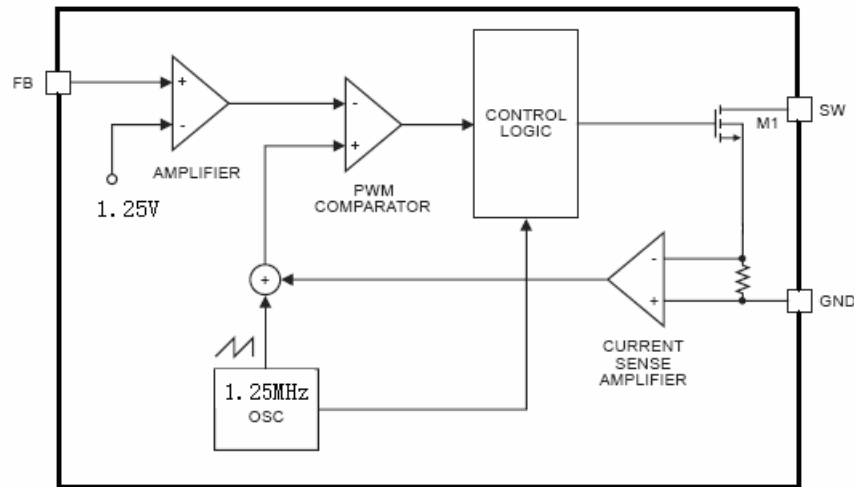 FB
+
-
AMPLIFIER
1.25V
-
+
PWM
COMPARATOR
CONTROL
LOGIC
M1
SW
+
-
+
CURRENT
SENSE
AMPLIFIER
GND
1.25MHz
OSC